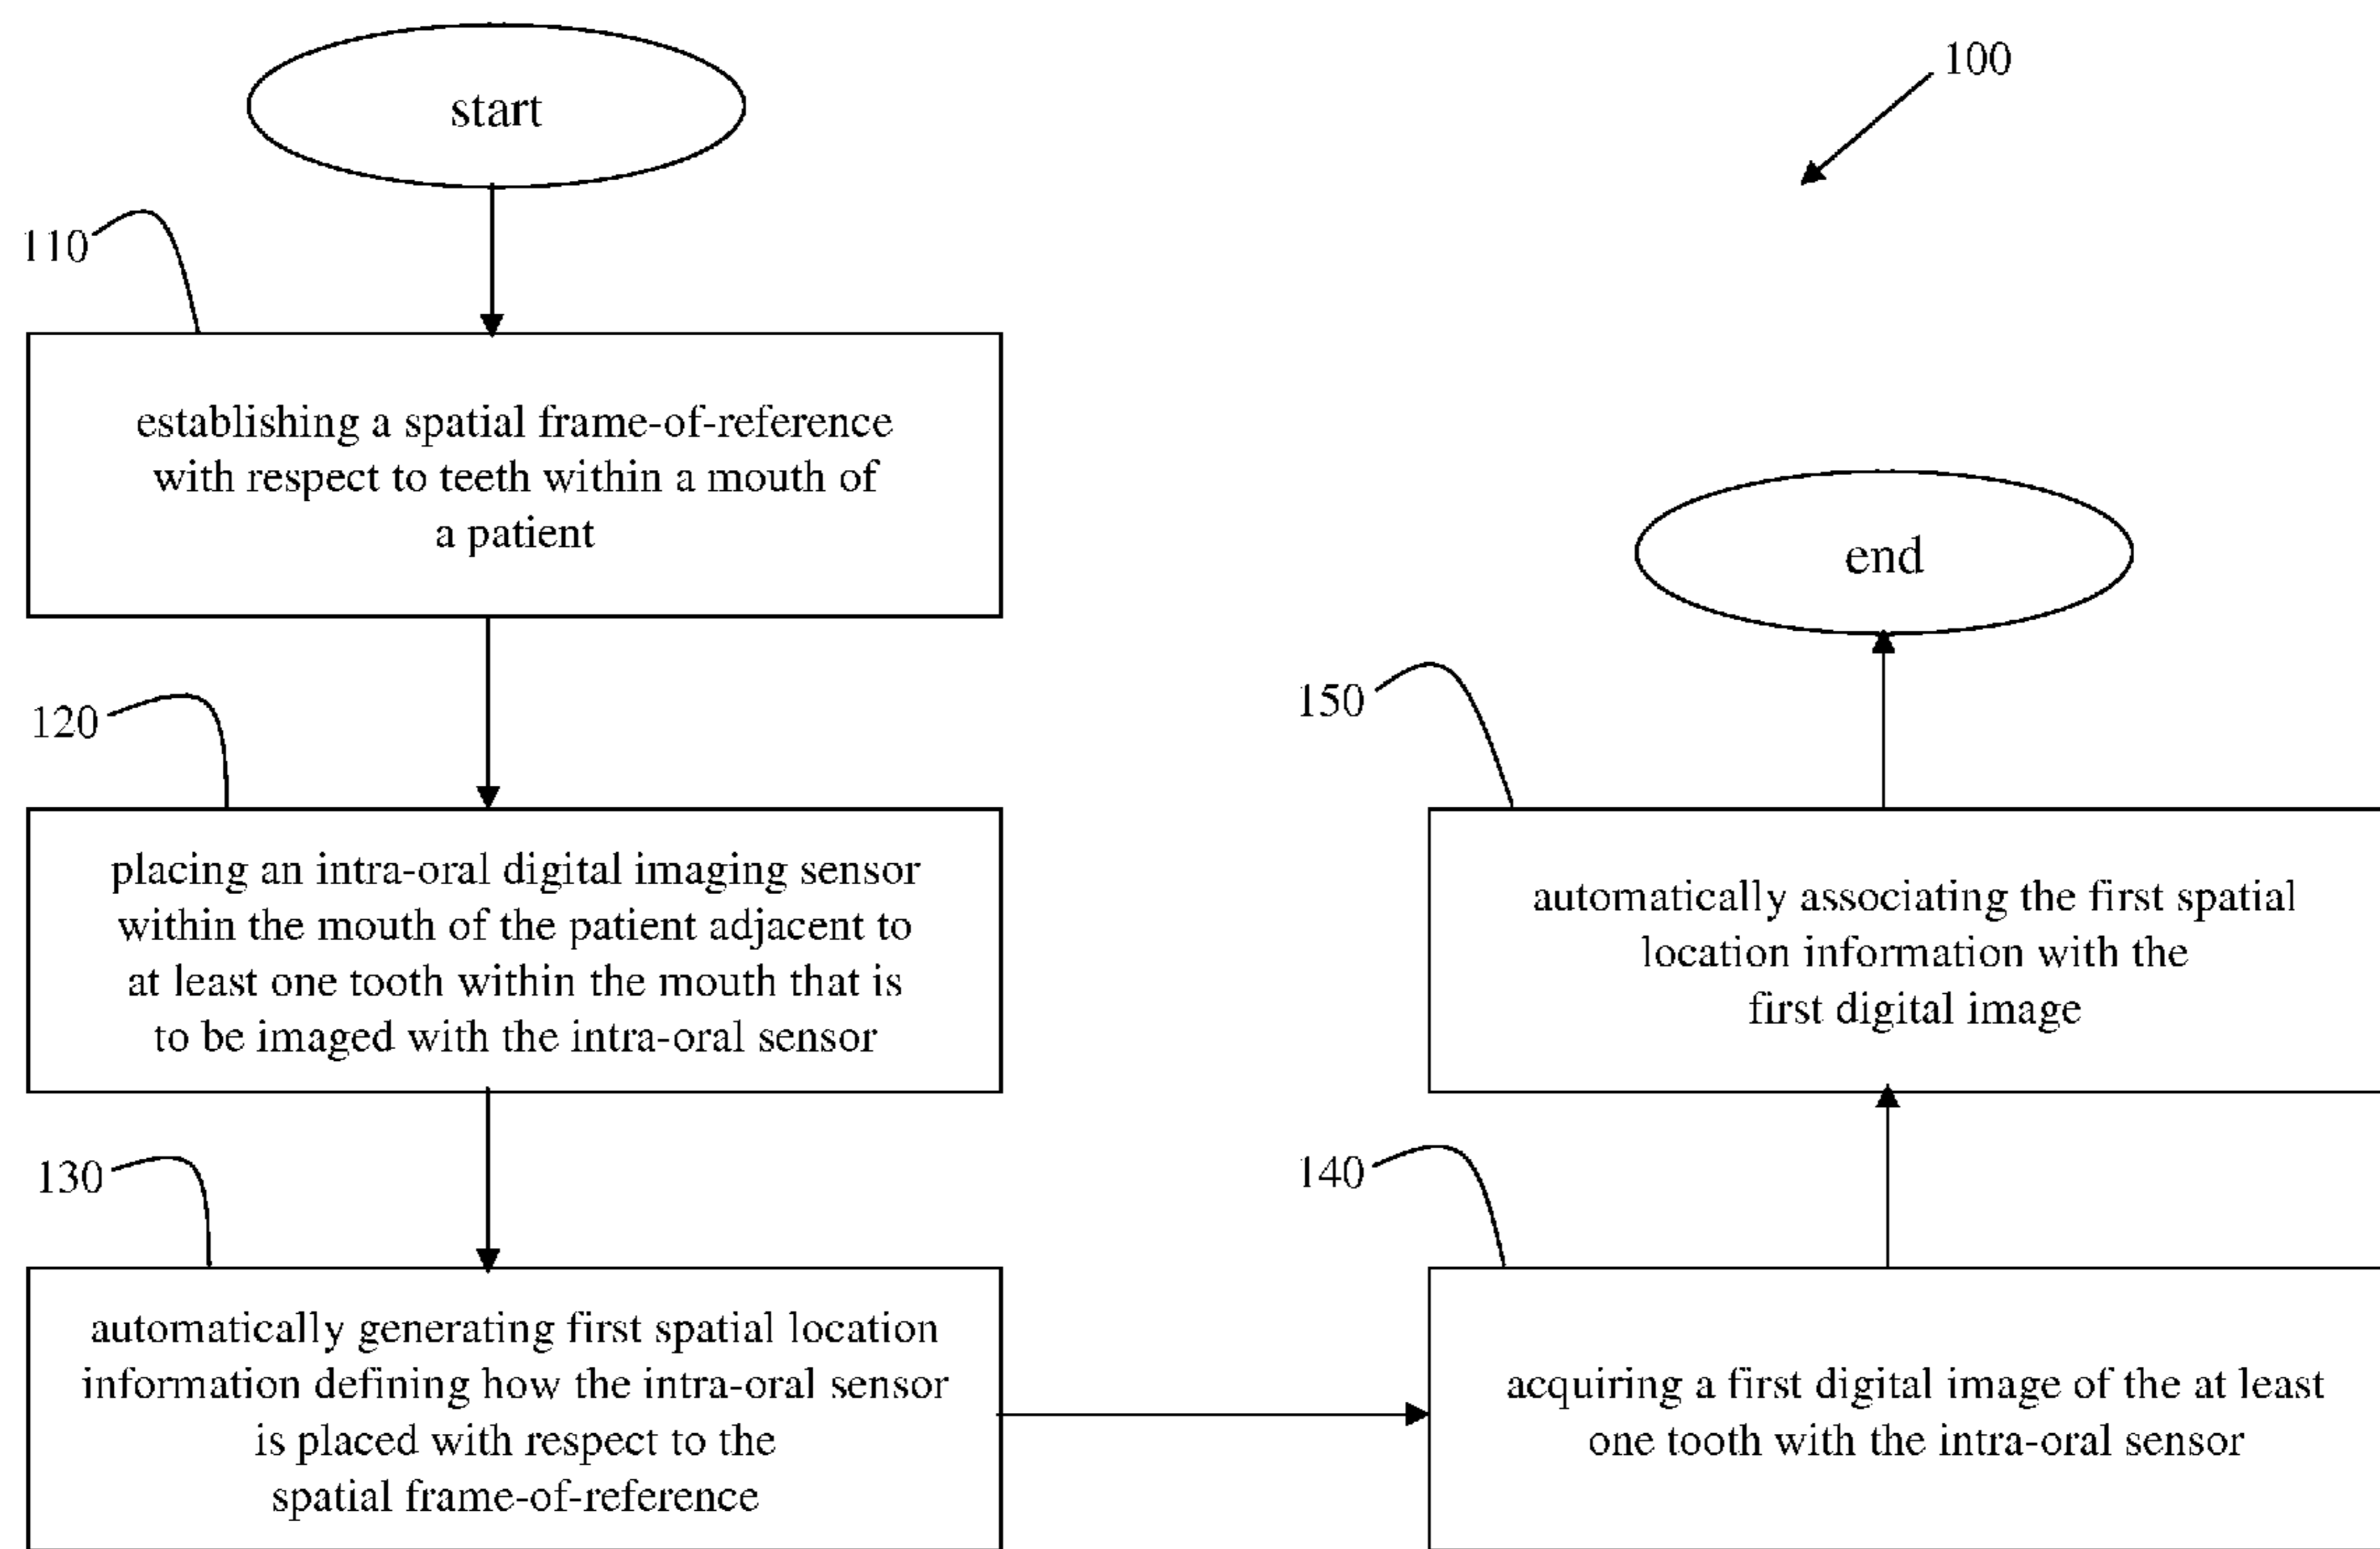 start
100
110
establishing a spatial frame-of-reference
with respect to teeth within a mouth of
a patient
120
placing an intra-oral digital imaging sensor
within the mouth of the patient adjacent to
at least one tooth within the mouth that is
to be imaged with the intra-oral sensor
130
automatically generating first spatial location
information defining how the intra-oral sensor
is placed with respect to the
spatial frame-of-reference
140
acquiring a first digital image of the at least
one tooth with the intra-oral sensor
150
automatically associating the first spatial
location information with the
first digital image
end